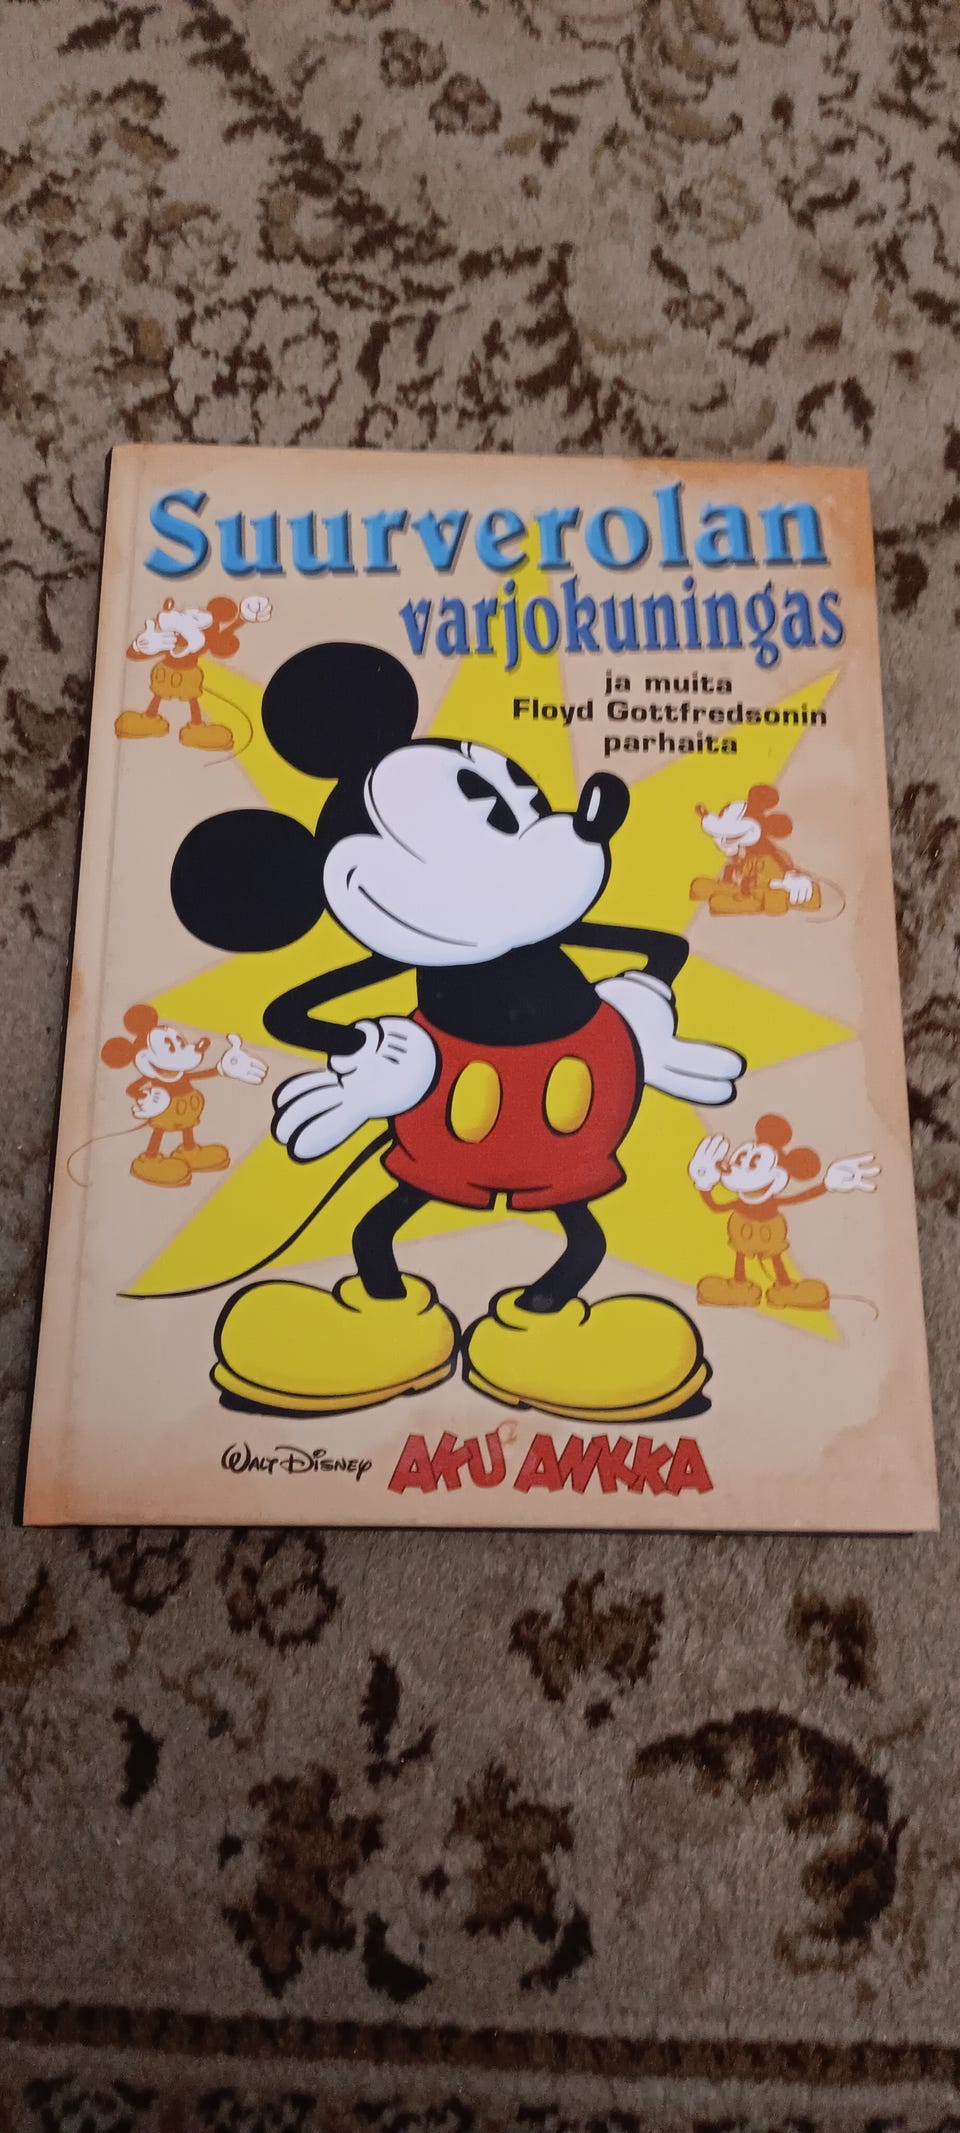 Suurverolan
varjokuningas
ja muita
Floyd Gottfredsonin
parhaita
Walt Disney AKU ANKKA